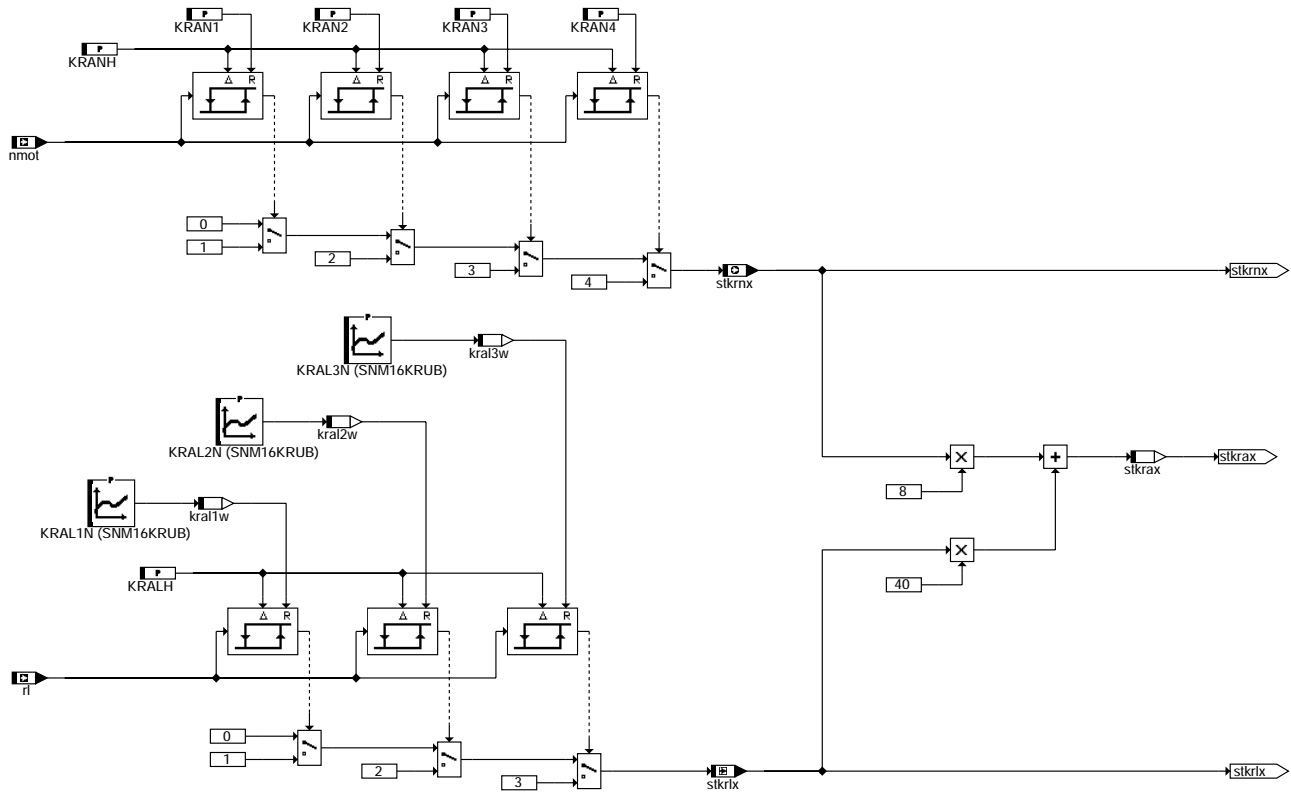 P P P P
KRAN1 KRAN2 KRAN3 KRAN4
P
KRANH
Δ R Δ R Δ R Δ R
nmot
0
1
2
3
4
stkrnx
stkrnx
P
kral3w
KRAL3N (SNM16KRUB)
P
kral2w
KRAL2N (SNM16KRUB)
stkrax
stkrax
8
P
kral1w
KRAL1N (SNM16KRUB)
P
KRALH
40
Δ R Δ R Δ R
rl
0
1
2
3
stkrlx
stkrlx